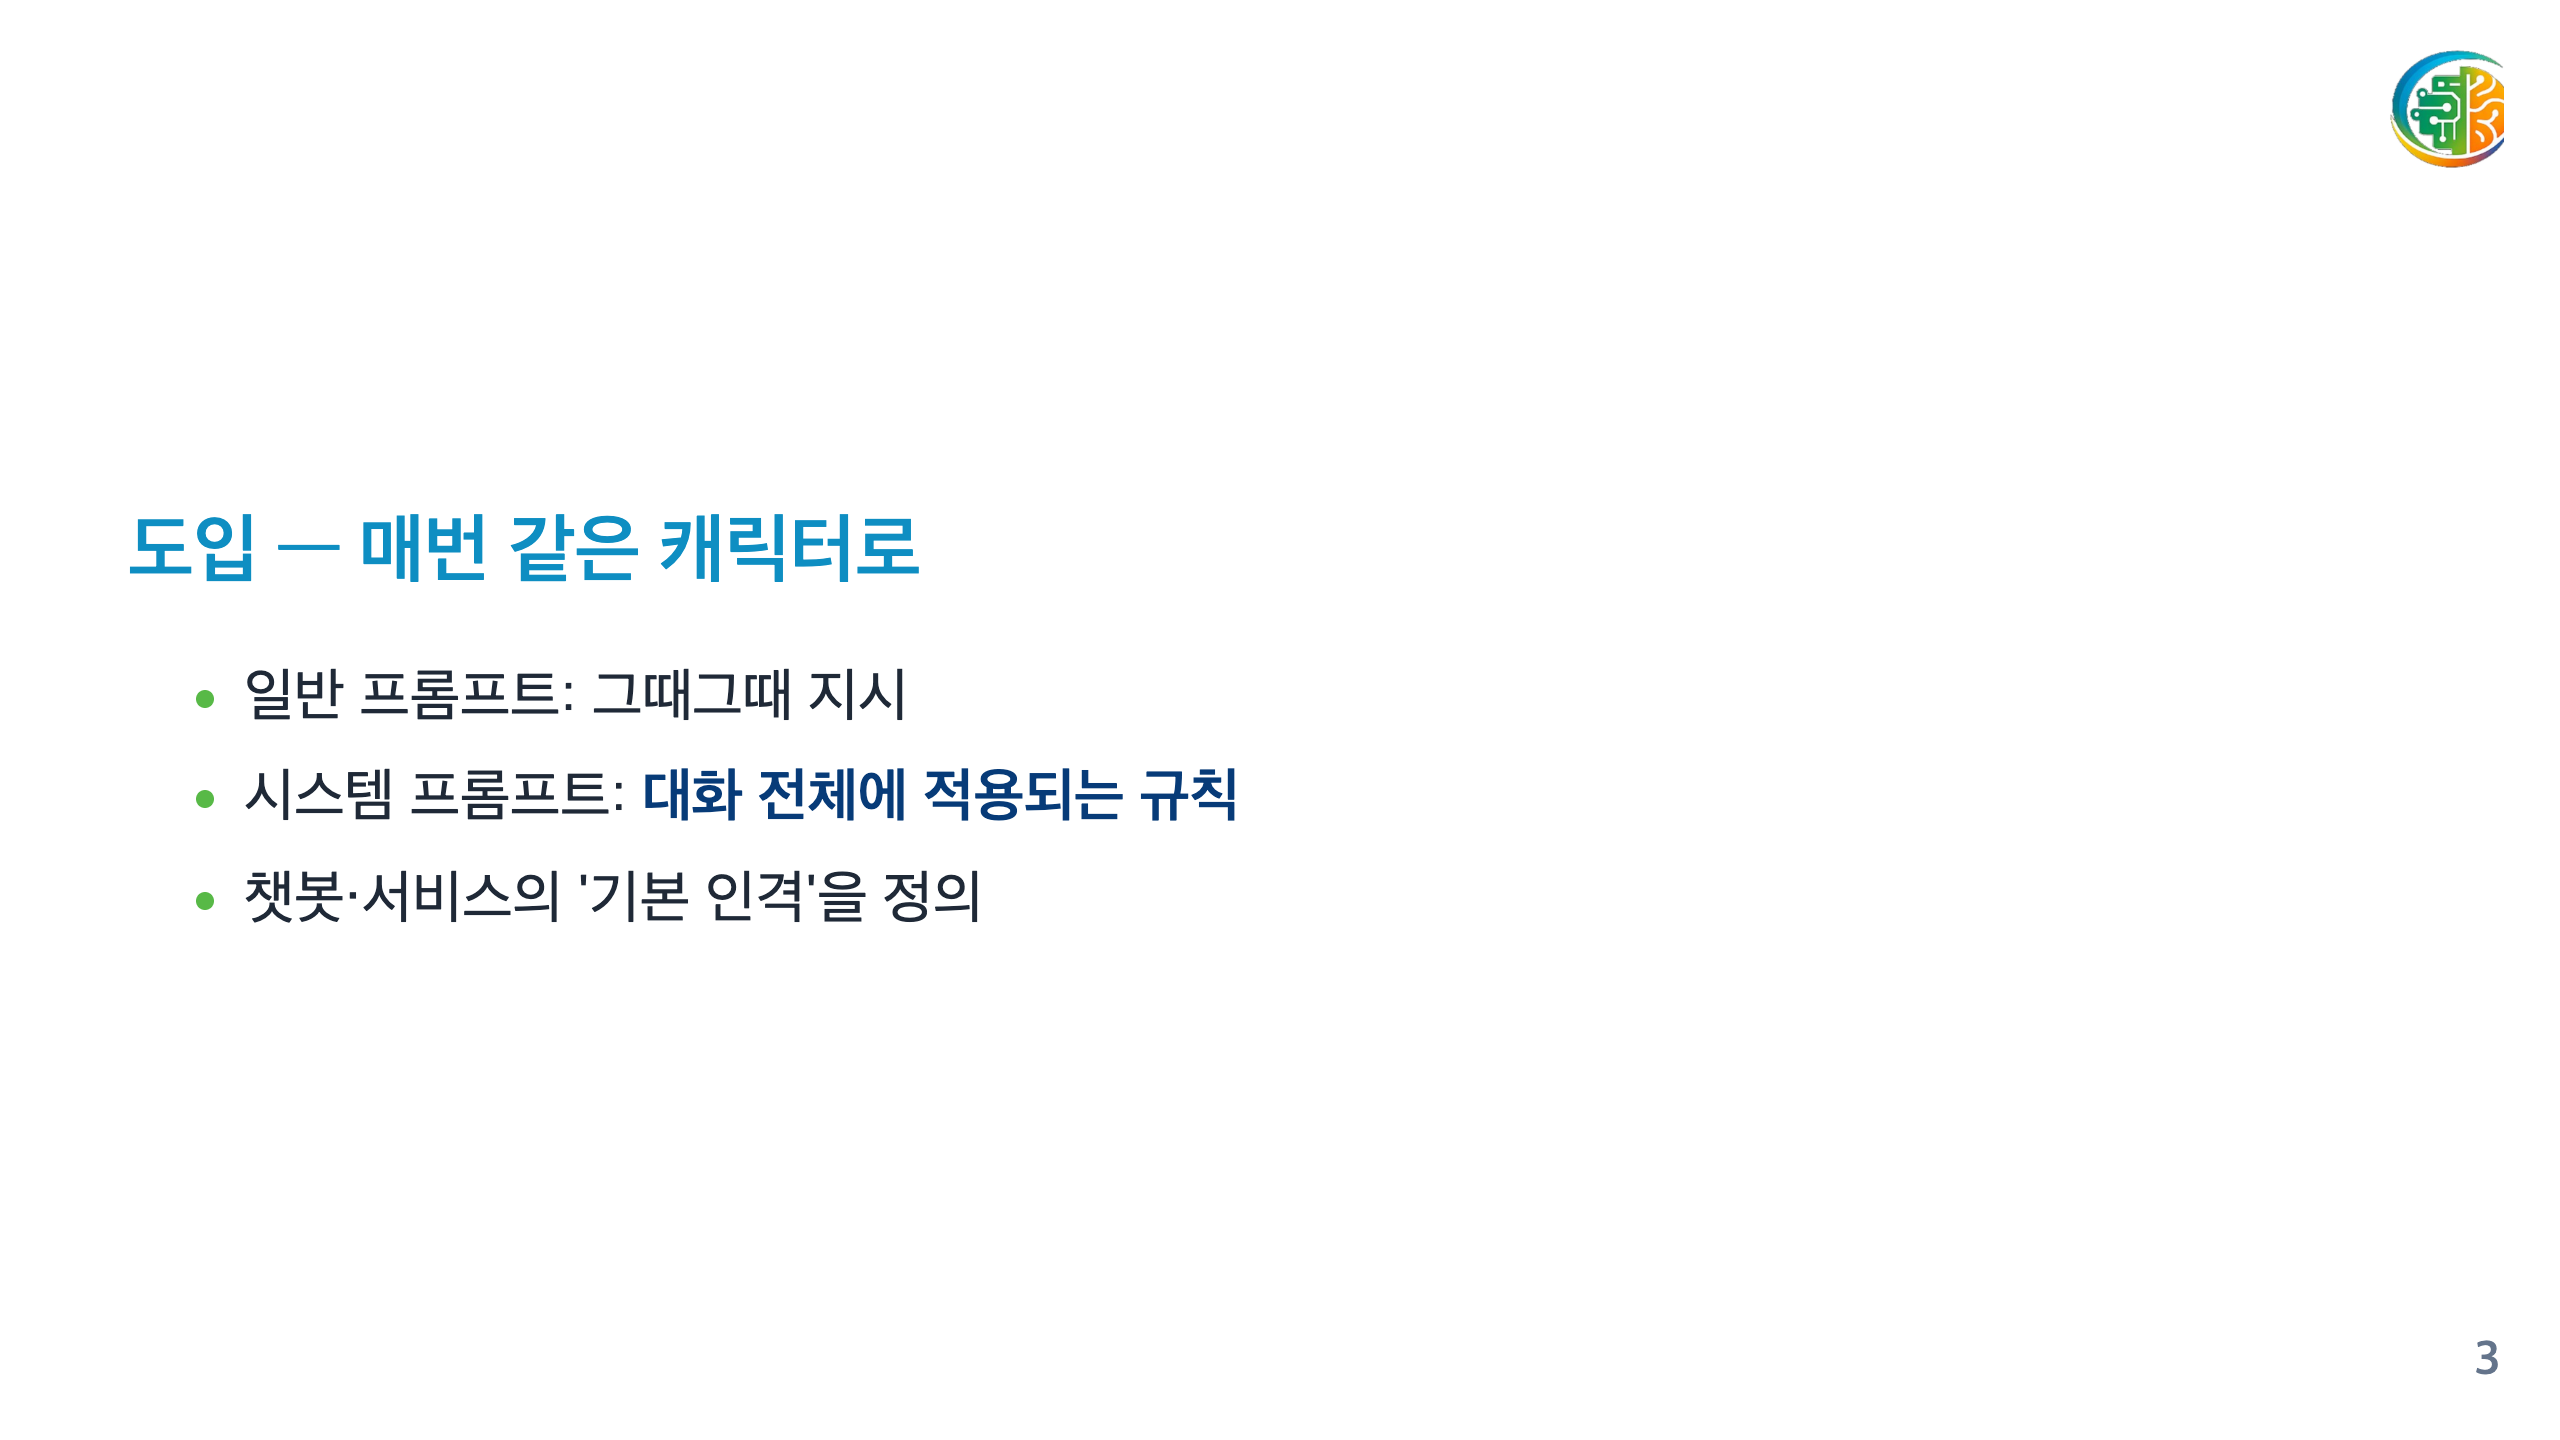 도입 — 매번 같은 캐릭터로
일반 프롬프트: 그때그때 지시
시스템 프롬프트: 대화 전체에 적용되는 규칙
챗봇·서비스의 '기본 인격'을 정의
3